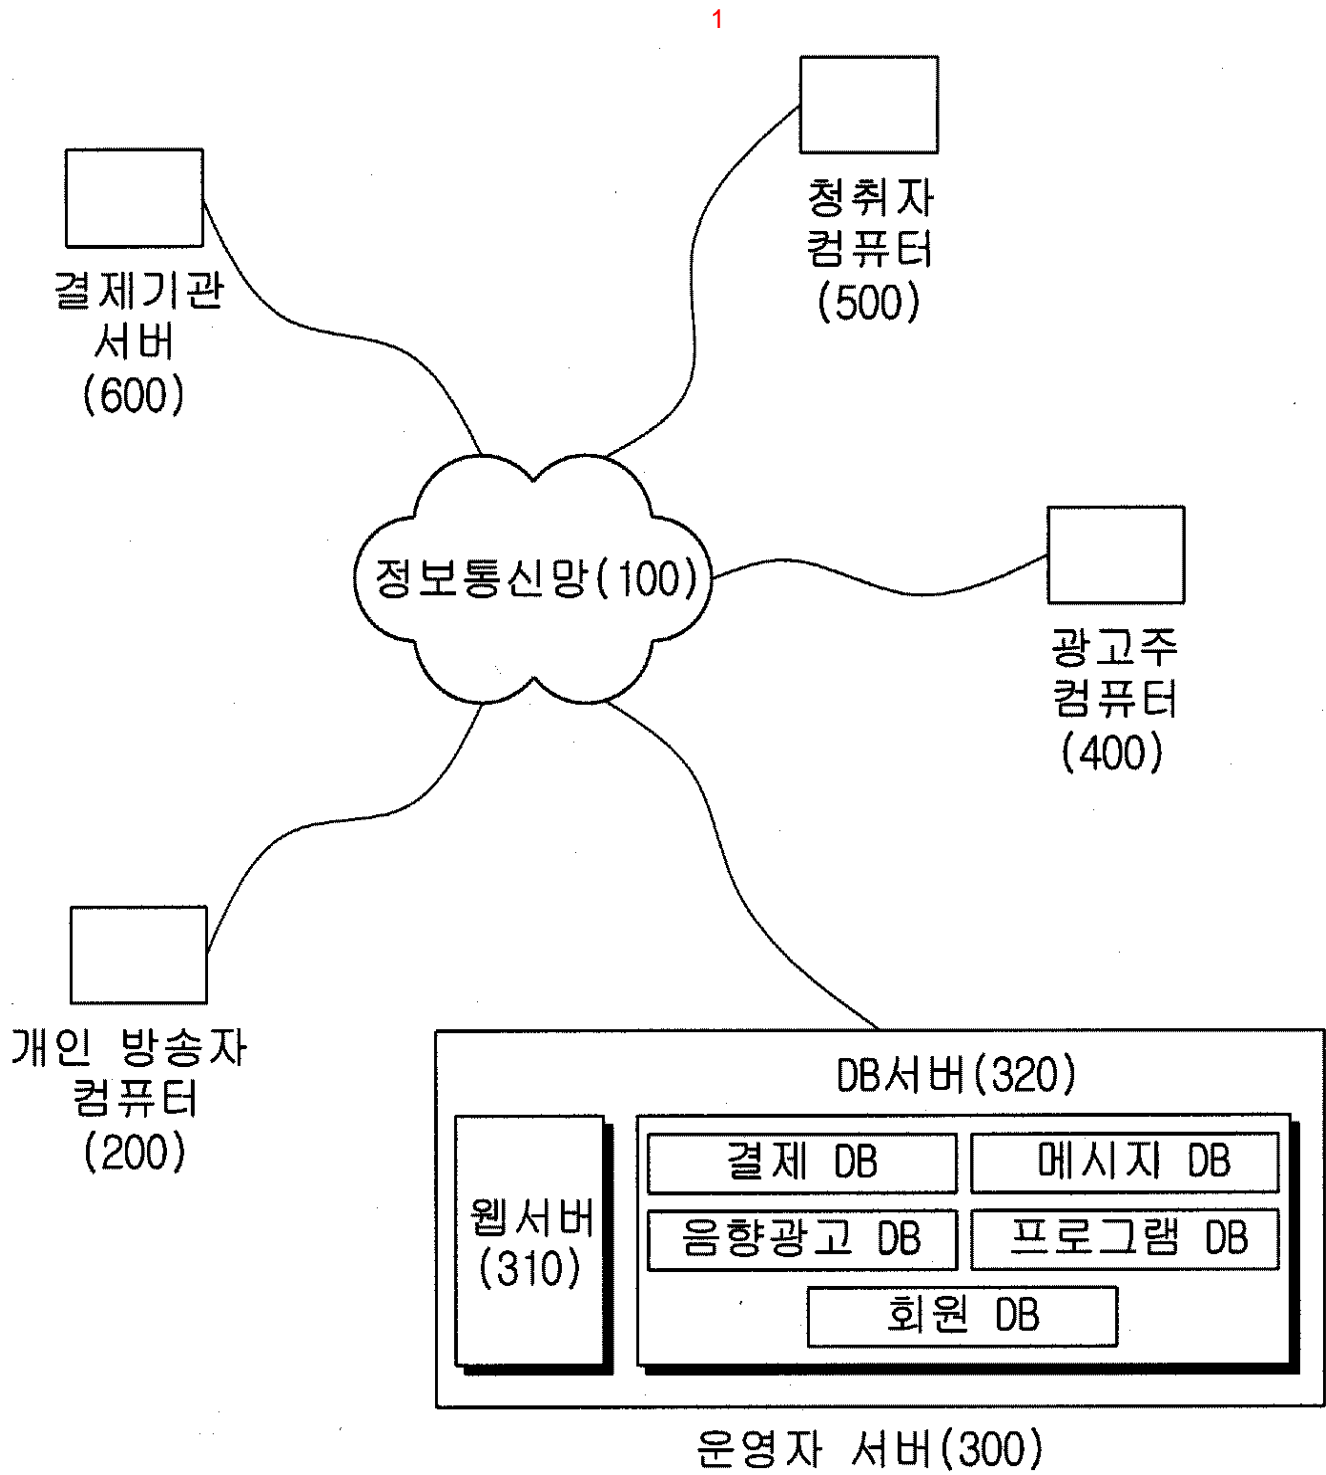 1
청취자
컴퓨터
(500)
결제기관
서버
(600)
정보통신망(100)
광고주
컴퓨터
(400)
개인 방송자
컴퓨터
(200)
DB서버(320)
웹서버
(310)
결제 DB
메시지 DB
음향광고 DB
프로그램 DB
회원 DB
운영자 서버(300)